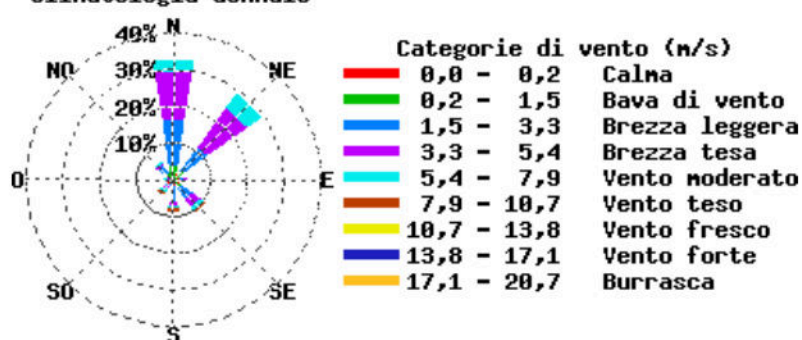 Climatologia annuale
N
40%
NO
30%
NE
20%
10%
O
E
SO
SE
S
Categorie di vento (m/s)
0,0 - 0,2 Calma
0,2 - 1,5 Bava di vento
1,5 - 3,3 Brezza leggera
3,3 - 5,4 Brezza tesa
5,4 - 7,9 Vento moderato
7,9 - 10,7 Vento teso
10,7 - 13,8 Vento fresco
13,8 - 17,1 Vento forte
17,1 - 20,7 Burrasca